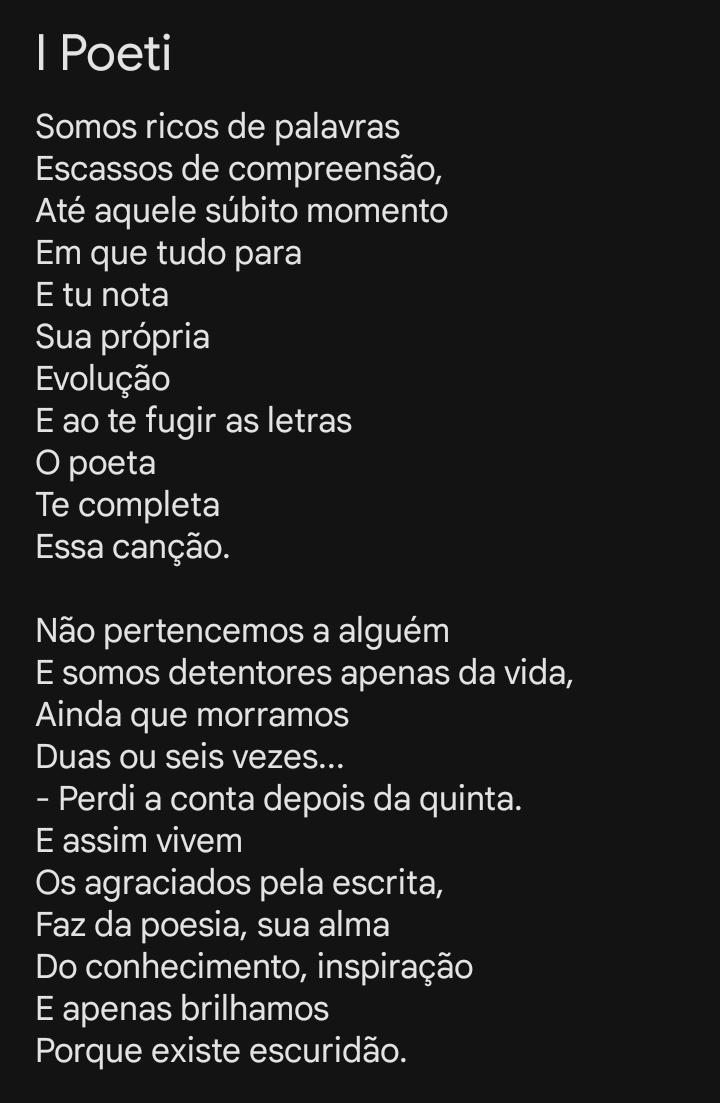 I Poeti
Somos ricos de palavras
Escassos de compreensão,
Até aquele súbito momento
Em que tudo para
E tu nota
Sua própria
Evolução
E ao te fugir as letras
O poeta
Te completa
Essa canção.
Não pertencemos a alguém
E somos detentores apenas da vida,
Ainda que morramos
Duas ou seis vezes...
- Perdi a conta depois da quinta.
E assim vivem
Os agraciados pela escrita,
Faz da poesia, sua alma
Do conhecimento, inspiração
E apenas brilhamos
Porque existe escuridão.